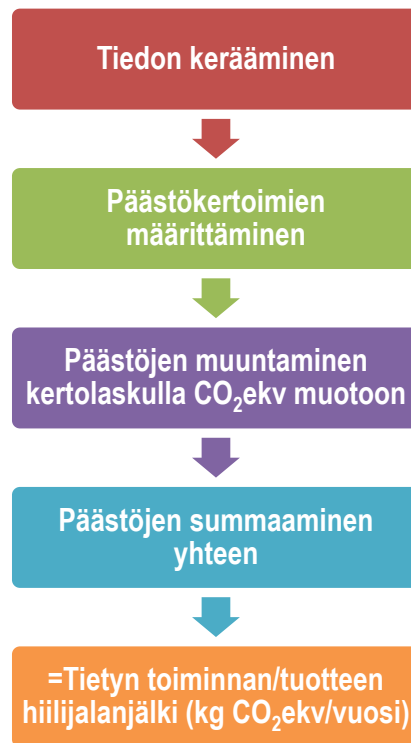 Tiedon kerääminen
Päästökertoimien
määrittäminen
Päästöjen muuntaminen
kertolaskulla CO₂ekv muotoon
Päästöjen summaaminen
yhteen
=Tietyn toiminnan/tuotteen
hiilijalanjälki (kg CO₂ekv/vuosi)